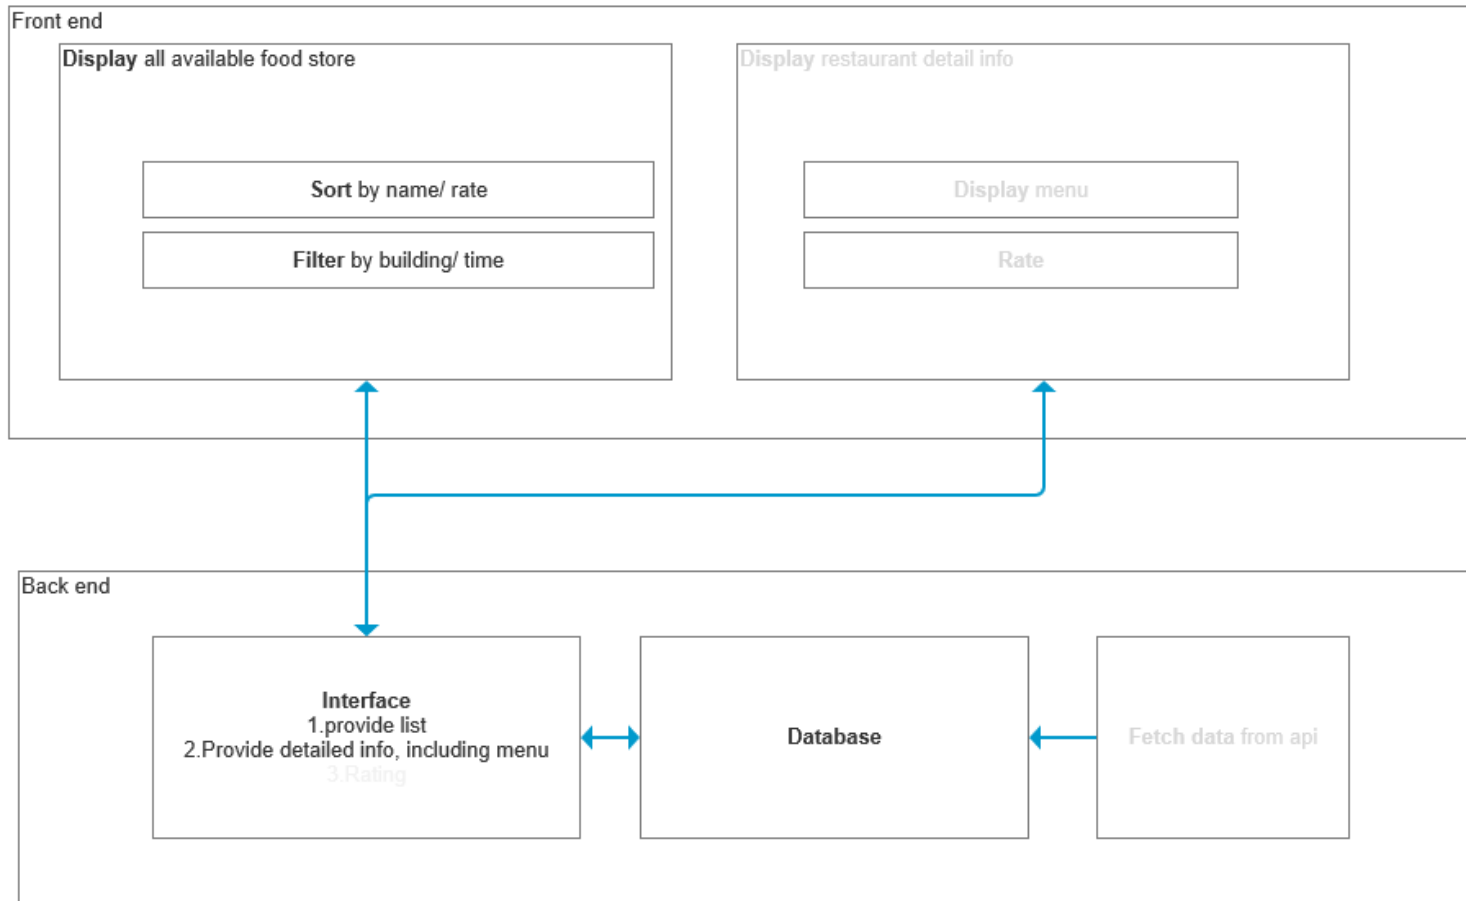 Front end
Display all available food store
Display restaurant detail info
Sort by name/ rate
Display menu
Filter by building/ time
Rate
Back end
Interface
1.provide list
2.Provide detailed info, including menu
3.Rating
Database
Fetch data from api